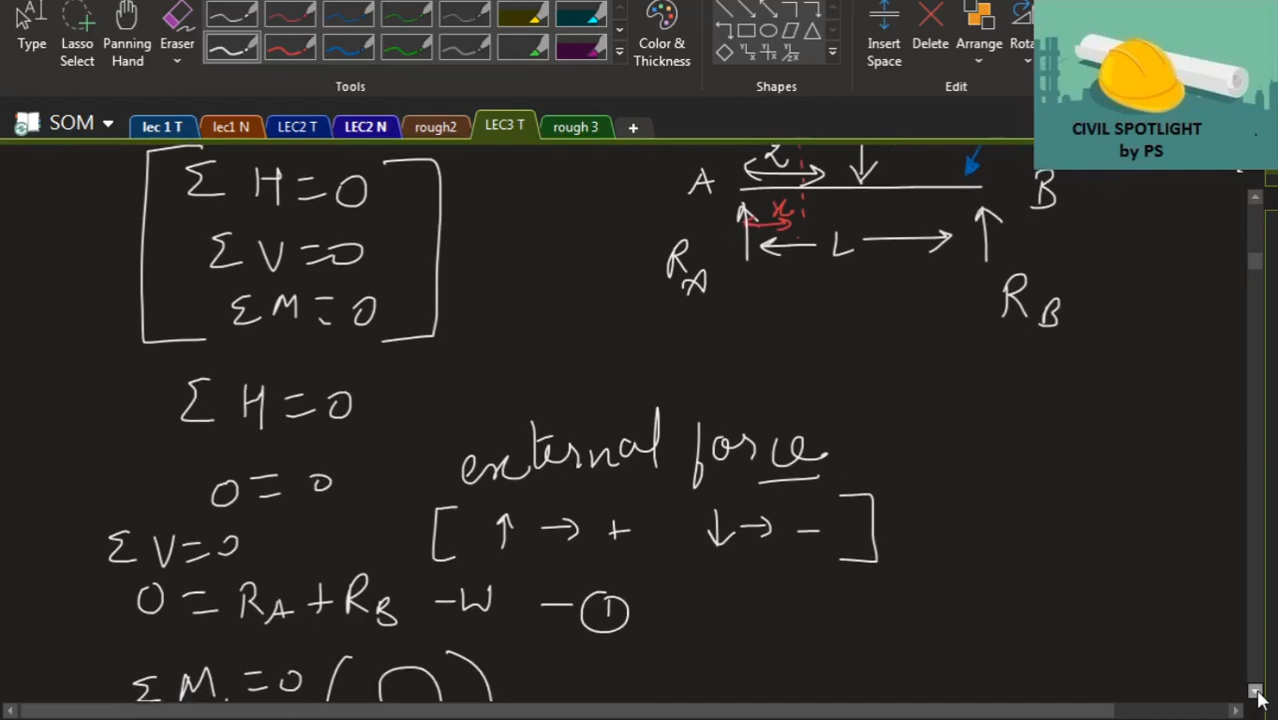 Type
Lasso Select
Panning Hand
Eraser
Color & Thickness
Insert Space
Delete
Arrange
Rota
Tools
Shapes
Edit
SOM
lec 1 T
lec1 N
LEC2 T
LEC2 N
rough2
LEC3 T
rough 3
+
CIVIL SPOTLIGHT
by PS
Σ H = 0
Σ V = 0
Σ M = 0
A
B
x
L
R_A
R_B
Σ H = 0
0 = 0
external force
[ ↑ → + ↓ → − ]
Σ V = 0
0 = R_A + R_B − W − ①
Σ M = 0